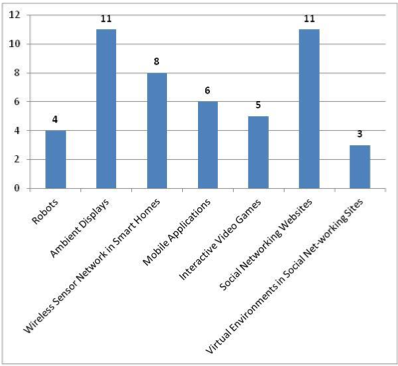 12
10
8
6
4
2
0
4
11
8
6
5
11
3
Robots
Ambient Displays
Wireless Sensor Network in Smart Homes
Mobile Applications
Interactive Video Games
Social Networking Websites
Virtual Environments in Social Net-working Sites